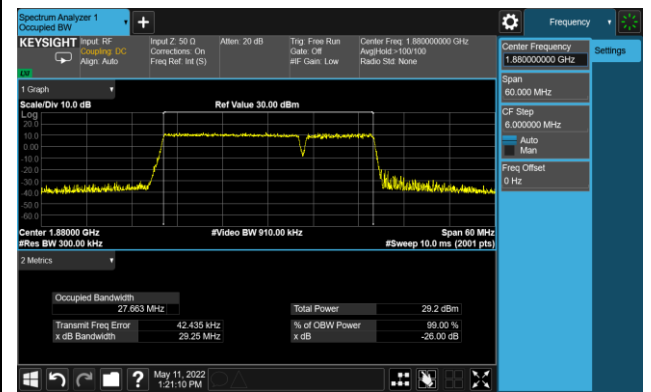 Spectrum Analyzer 1
Occupied BW
+
Frequency
KEYSIGHT
Input: RF
Coupling: DC
Align: Auto
Input Z: 50 Ω
Corrections: On
Freq Ref: Int (S)
Atten: 20 dB
Trig: Free Run
Gate: Off
#IF Gain: Low
Center Freq: 1.880000000 GHz
Avg|Hold:>100/100
Radio Std: None
LXI
Center Frequency
1.880000000 GHz
Settings
Span
60.000 MHz
CF Step
6.000000 MHz
Auto
Man
Freq Offset
0 Hz
1 Graph
Scale/Div 10.0 dB
Ref Value 30.00 dBm
Log
20.0
10.0
0.00
-10.0
-20.0
-30.0
-40.0
-50.0
-60.0
Center 1.88000 GHz
#Video BW 910.00 kHz
Span 60 MHz
#Res BW 300.00 kHz
#Sweep 10.0 ms (2001 pts)
2 Metrics
Occupied Bandwidth
27.663 MHz
Total Power 29.2 dBm
Transmit Freq Error 42.435 kHz
% of OBW Power 99.00 %
x dB Bandwidth 29.25 MHz
x dB -26.00 dB
?
May 11, 2022
1:21:10 PM